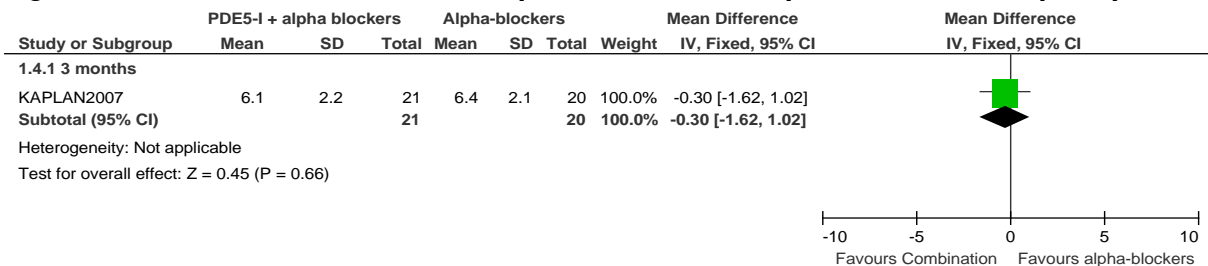 PDE5-I + alpha blockers Alpha-blockers Mean Difference Mean Difference
Study or Subgroup Mean SD Total Mean SD Total Weight IV, Fixed, 95% CI IV, Fixed, 95% CI
1.4.1 3 months
KAPLAN2007 6.1 2.2 21 6.4 2.1 20 100.0% -0.30 [-1.62, 1.02]
Subtotal (95% CI) 21 20 100.0% -0.30 [-1.62, 1.02]
Heterogeneity: Not applicable
Test for overall effect: Z = 0.45 (P = 0.66)
-10 -5 0 5 10
Favours Combination Favours alpha-blockers